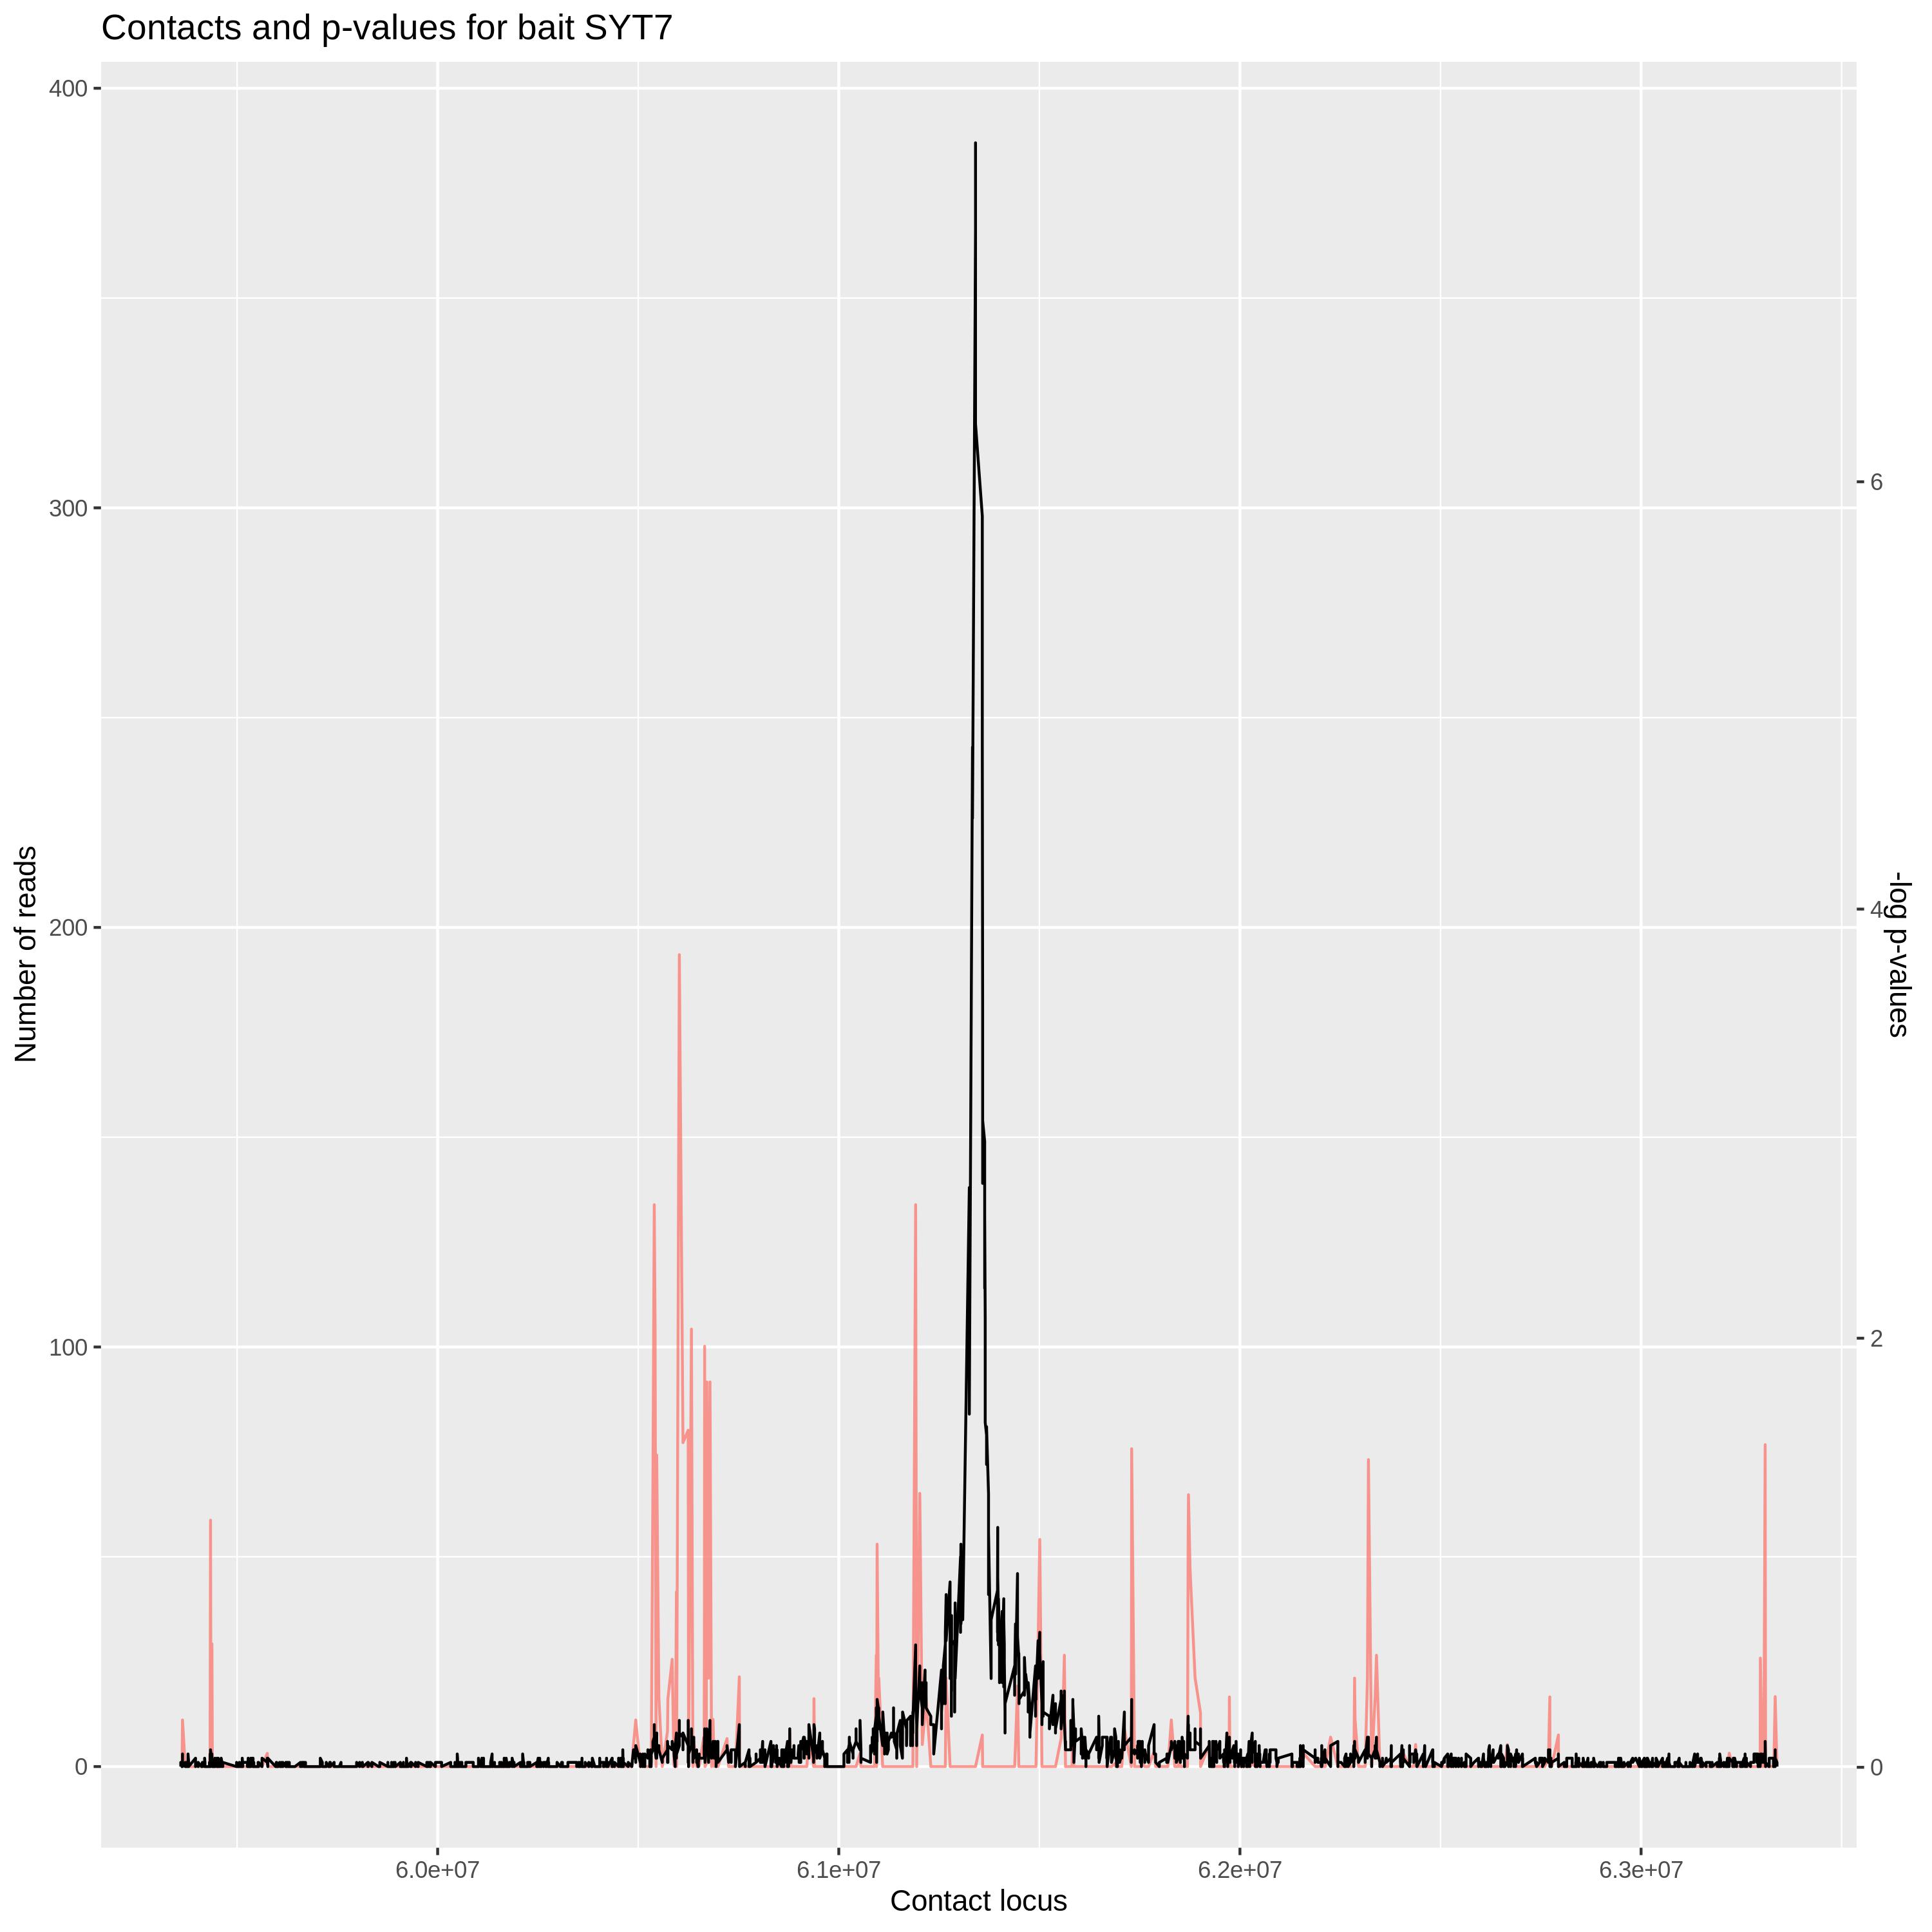 Contacts and p-values for bait SYT7
400
300
200
100
0
Number of reads
6
4
2
0
-log p-values
6.0e+07 6.1e+07 6.2e+07 6.3e+07
Contact locus